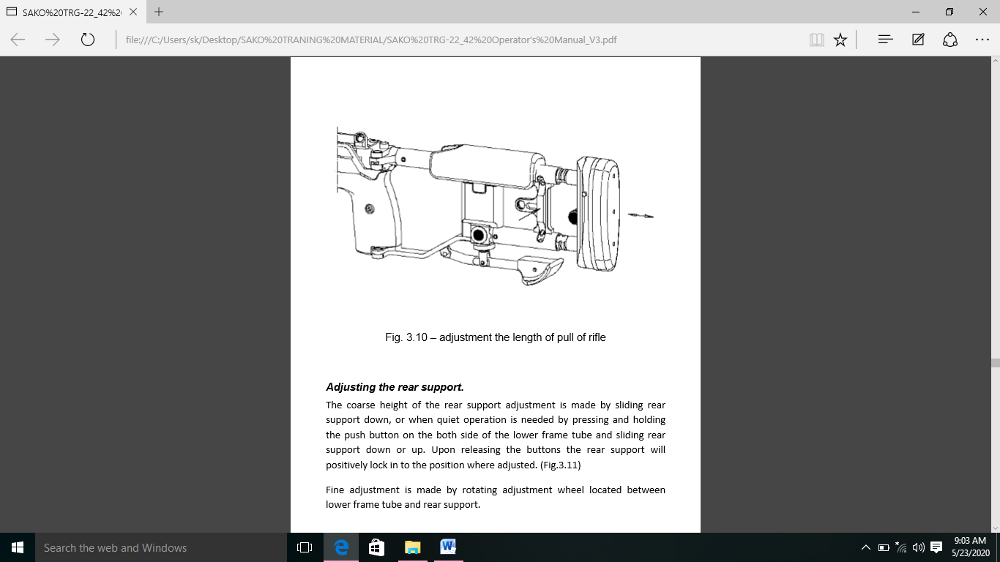 SAKO%20TRG-22_42%20
file:///C:/Users/sk/Desktop/SAKO%20TRANING%20MATERIAL/SAKO%20TRG-22_42%20Operator's%20Manual_V3.pdf
Fig. 3.10 – adjustment the length of pull of rifle
Adjusting the rear support.
The coarse height of the rear support adjustment is made by sliding rear
support down, or when quiet operation is needed by pressing and holding
the push button on the both side of the lower frame tube and sliding rear
support down or up. Upon releasing the buttons the rear support will
positively lock in to the position where adjusted. (Fig.3.11)
Fine adjustment is made by rotating adjustment wheel located between
lower frame tube and rear support.
Search the web and Windows
9:03 AM
5/23/2020